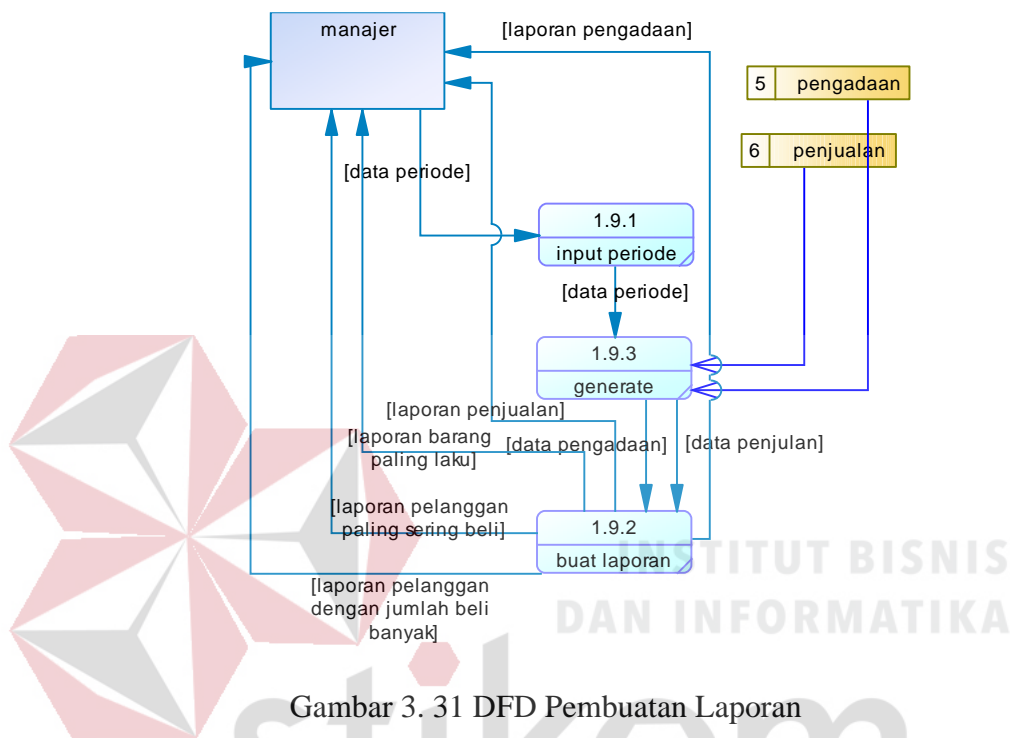 manajer
[laporan pengadaan]
5 pengadaan
6 penjualan
[data periode]
1.9.1
input periode
[data periode]
1.9.3
generate
[laporan penjualan]
[laporan barang
paling laku]
[data pengadaan]
[data penjulan]
[laporan pelanggan
paling sering beli]
1.9.2
buat laporan
[laporan pelanggan
dengan jumlah beli
banyak]
INSTITUT BISNIS
DAN INFORMATIKA
stikom
Gambar 3. 31 DFD Pembuatan Laporan